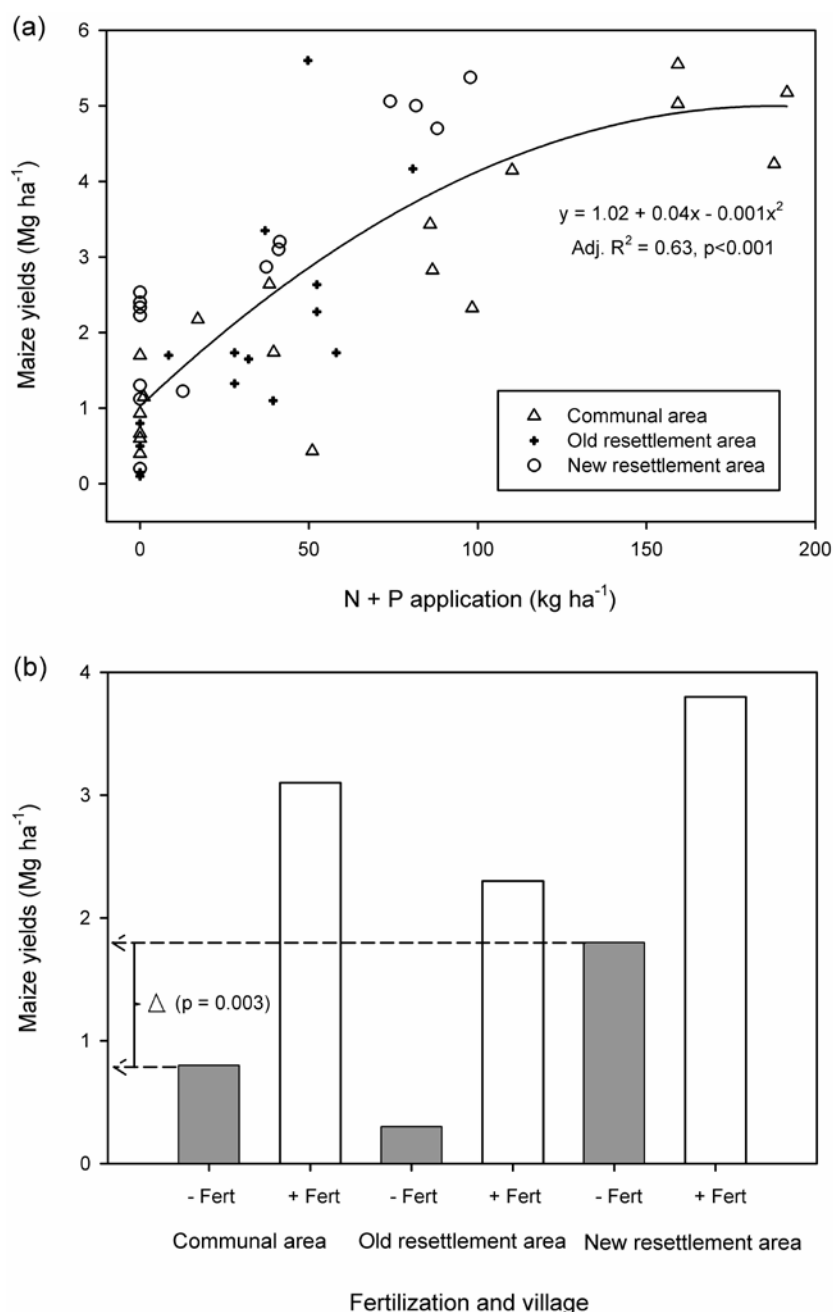 (a)
6
5
4
3
2
1
0
Maize yields (Mg ha⁻¹)
y = 1.02 + 0.04x - 0.001x²
Adj. R² = 0.63, p<0.001
Communal area
Old resettlement area
New resettlement area
0 50 100 150 200
N + P application (kg ha⁻¹)
(b)
4
3
2
1
0
Maize yields (Mg ha⁻¹)
Δ (p = 0.003)
- Fert + Fert - Fert + Fert - Fert + Fert
Communal area Old resettlement area New resettlement area
Fertilization and village